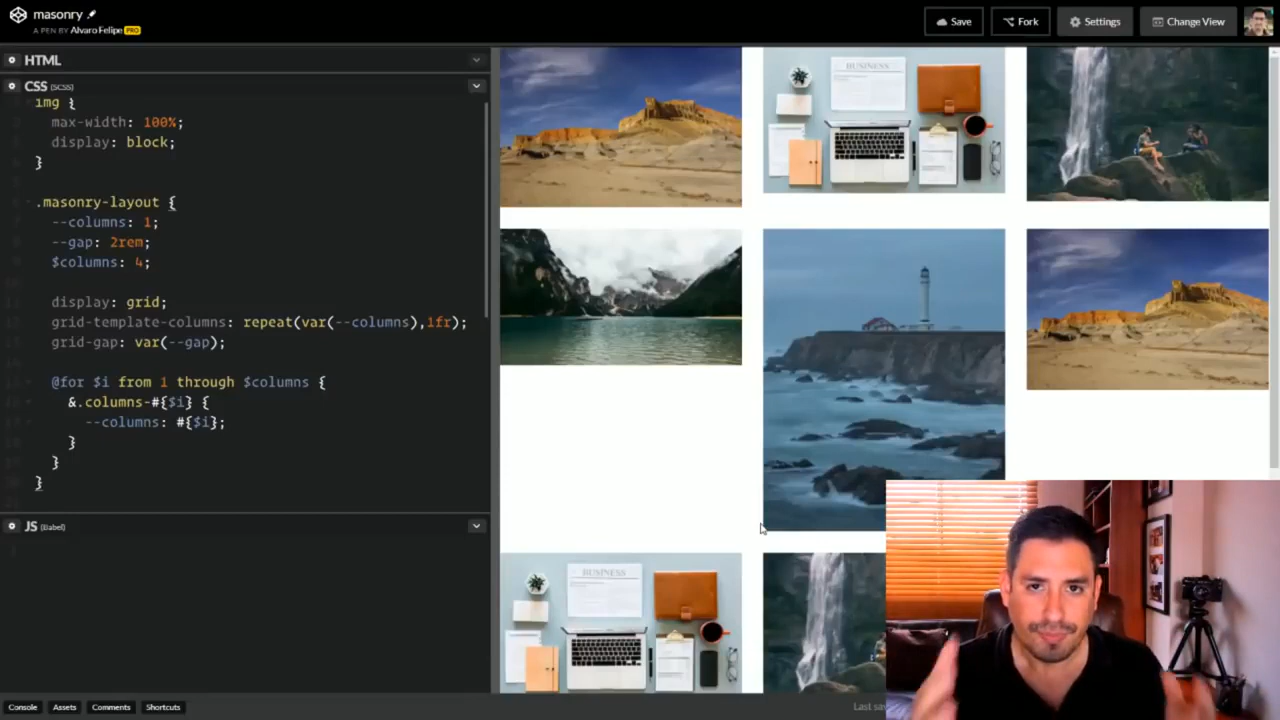 masonry
A PEN BY Alvaro Felipe PRO
Save
Fork
Settings
Change View
HTML
CSS (SCSS)
img {
max-width: 100%;
display: block;
}
.masonry-layout {
--columns: 1;
--gap: 2rem;
$columns: 4;
display: grid;
grid-template-columns: repeat(var(--columns),1fr);
grid-gap: var(--gap);
@for $i from 1 through $columns {
&.columns-#{$i} {
--columns: #{$i};
}
}
}
JS (Babel)
BUSINESS
BUSINESS
Console
Assets
Comments
Shortcuts
Last